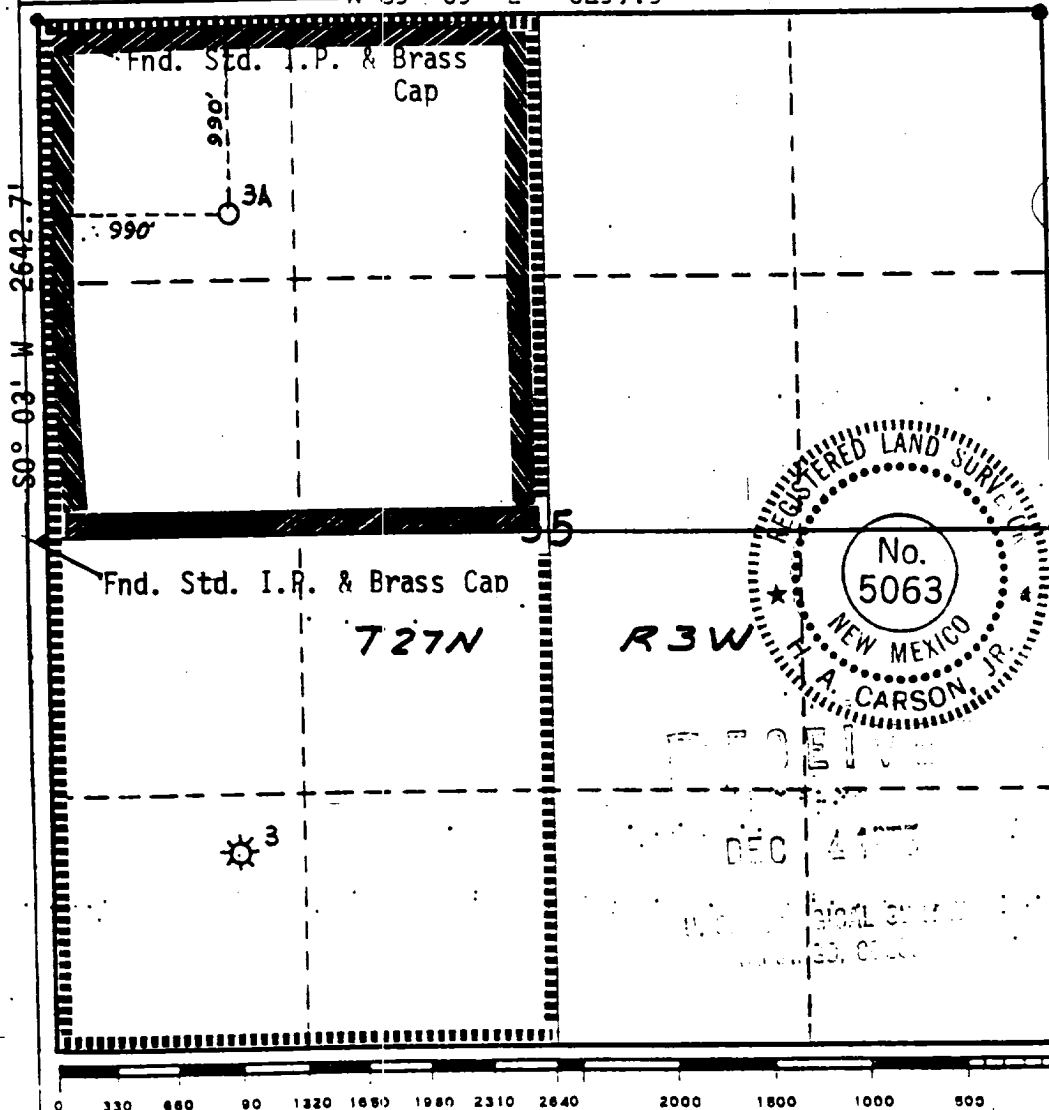 Fnd. Std. I.P. & Brass
Cap
990'
3A
990'
S0° 03' W 2642.7'
Fnd. Std. I.P. & Brass Cap
T27N R3W
REGISTERED LAND SURVEYOR
No.
5063
NEW MEXICO
H. A. CARSON, JR.
3
DEC
0 330 660 90 1320 1650 1980 2310 2640 2000 1500 1000 500